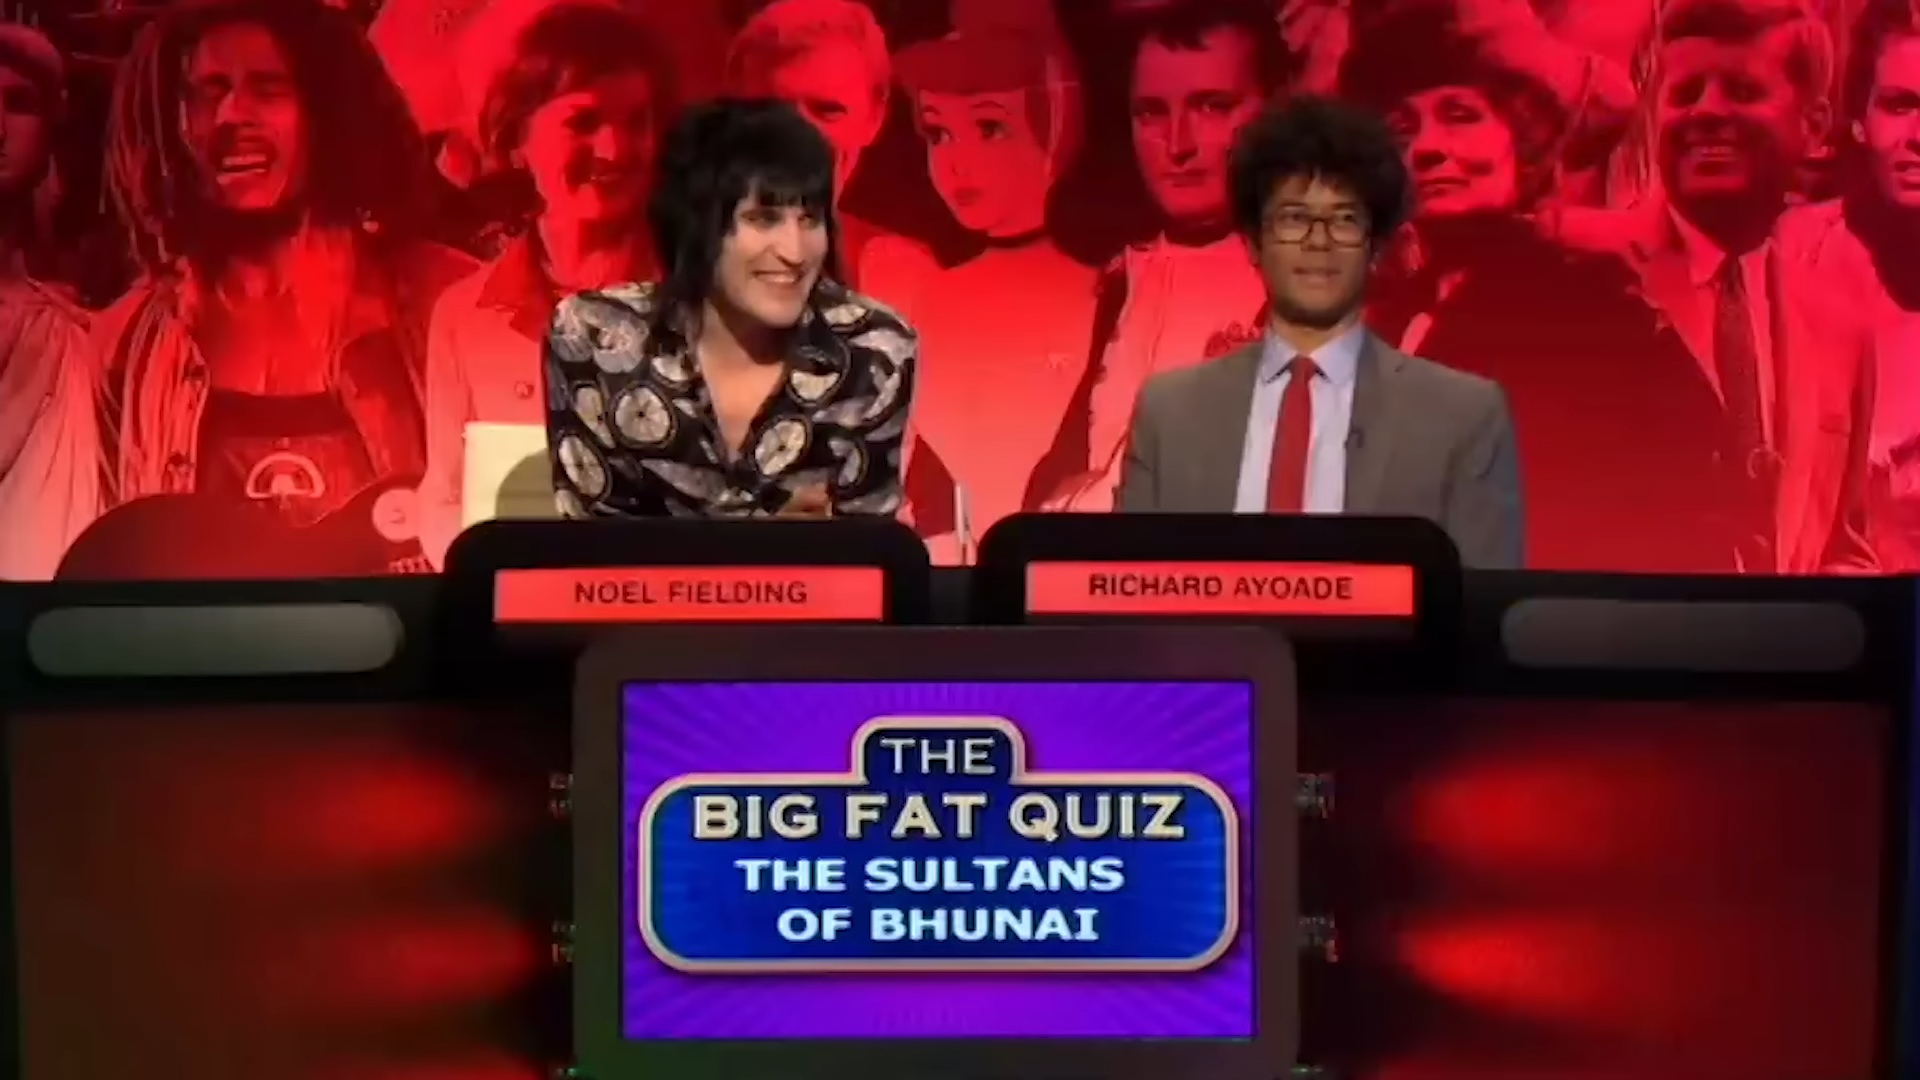 NOEL FIELDING
RICHARD AYOADE
THE
BIG FAT QUIZ
THE SULTANS
OF BHUNAI